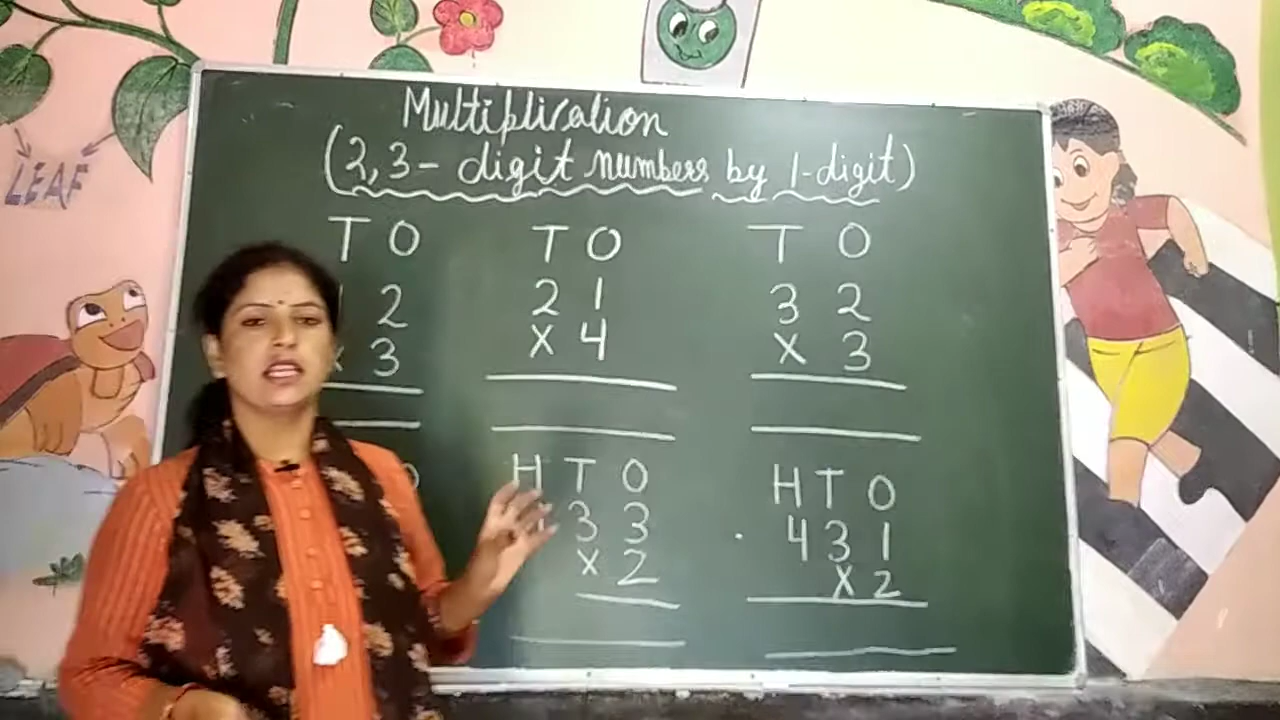 Multiplication
(2,3- digit numbers by 1-digit)
LEAF
T O T O T O
2 2 1 3 2
x 3 x 4 x 3
H T O H T O
3 3 4 3 1
x 2 x 2